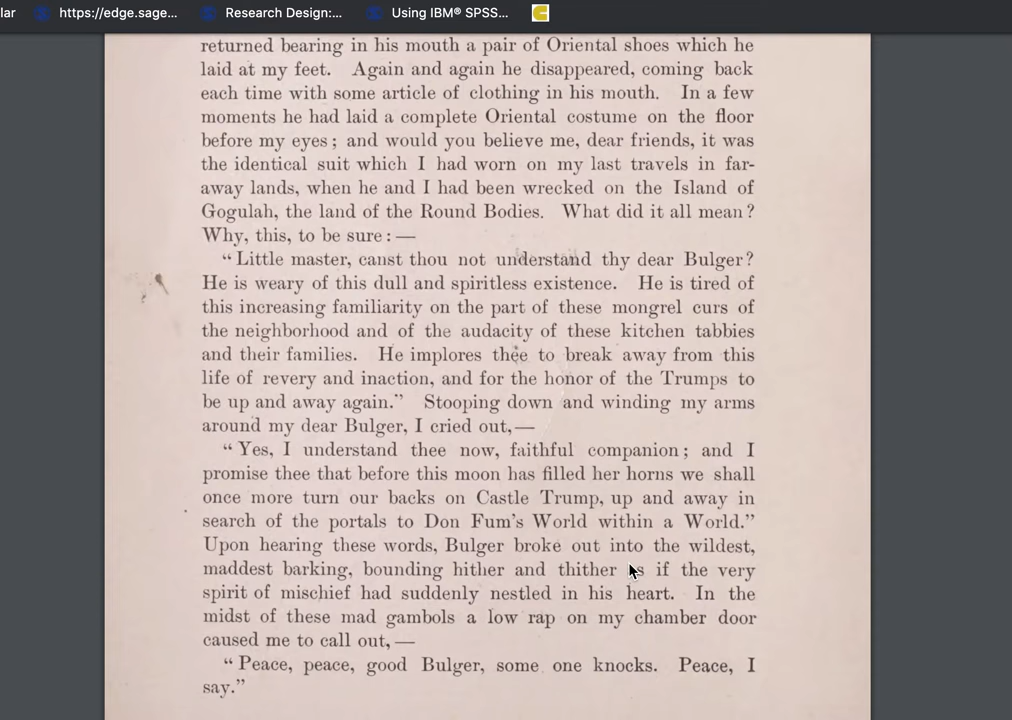 lar https://edge.sage... Research Design:... Using IBM® SPSS...
returned bearing in his mouth a pair of Oriental shoes which he
laid at my feet. Again and again he disappeared, coming back
each time with some article of clothing in his mouth. In a few
moments he had laid a complete Oriental costume on the floor
before my eyes; and would you believe me, dear friends, it was
the identical suit which I had worn on my last travels in far-
away lands, when he and I had been wrecked on the Island of
Gogulah, the land of the Round Bodies. What did it all mean?
Why, this, to be sure:—
"Little master, canst thou not understand thy dear Bulger?
He is weary of this dull and spiritless existence. He is tired of
this increasing familiarity on the part of these mongrel curs of
the neighborhood and of the audacity of these kitchen tabbies
and their families. He implores thee to break away from this
life of revery and inaction, and for the honor of the Trumps to
be up and away again." Stooping down and winding my arms
around my dear Bulger, I cried out,—
"Yes, I understand thee now, faithful companion; and I
promise thee that before this moon has filled her horns we shall
once more turn our backs on Castle Trump, up and away in
search of the portals to Don Fum's World within a World."
Upon hearing these words, Bulger broke out into the wildest,
maddest barking, bounding hither and thither as if the very
spirit of mischief had suddenly nestled in his heart. In the
midst of these mad gambols a low rap on my chamber door
caused me to call out,—
"Peace, peace, good Bulger, some one knocks. Peace, I
say."